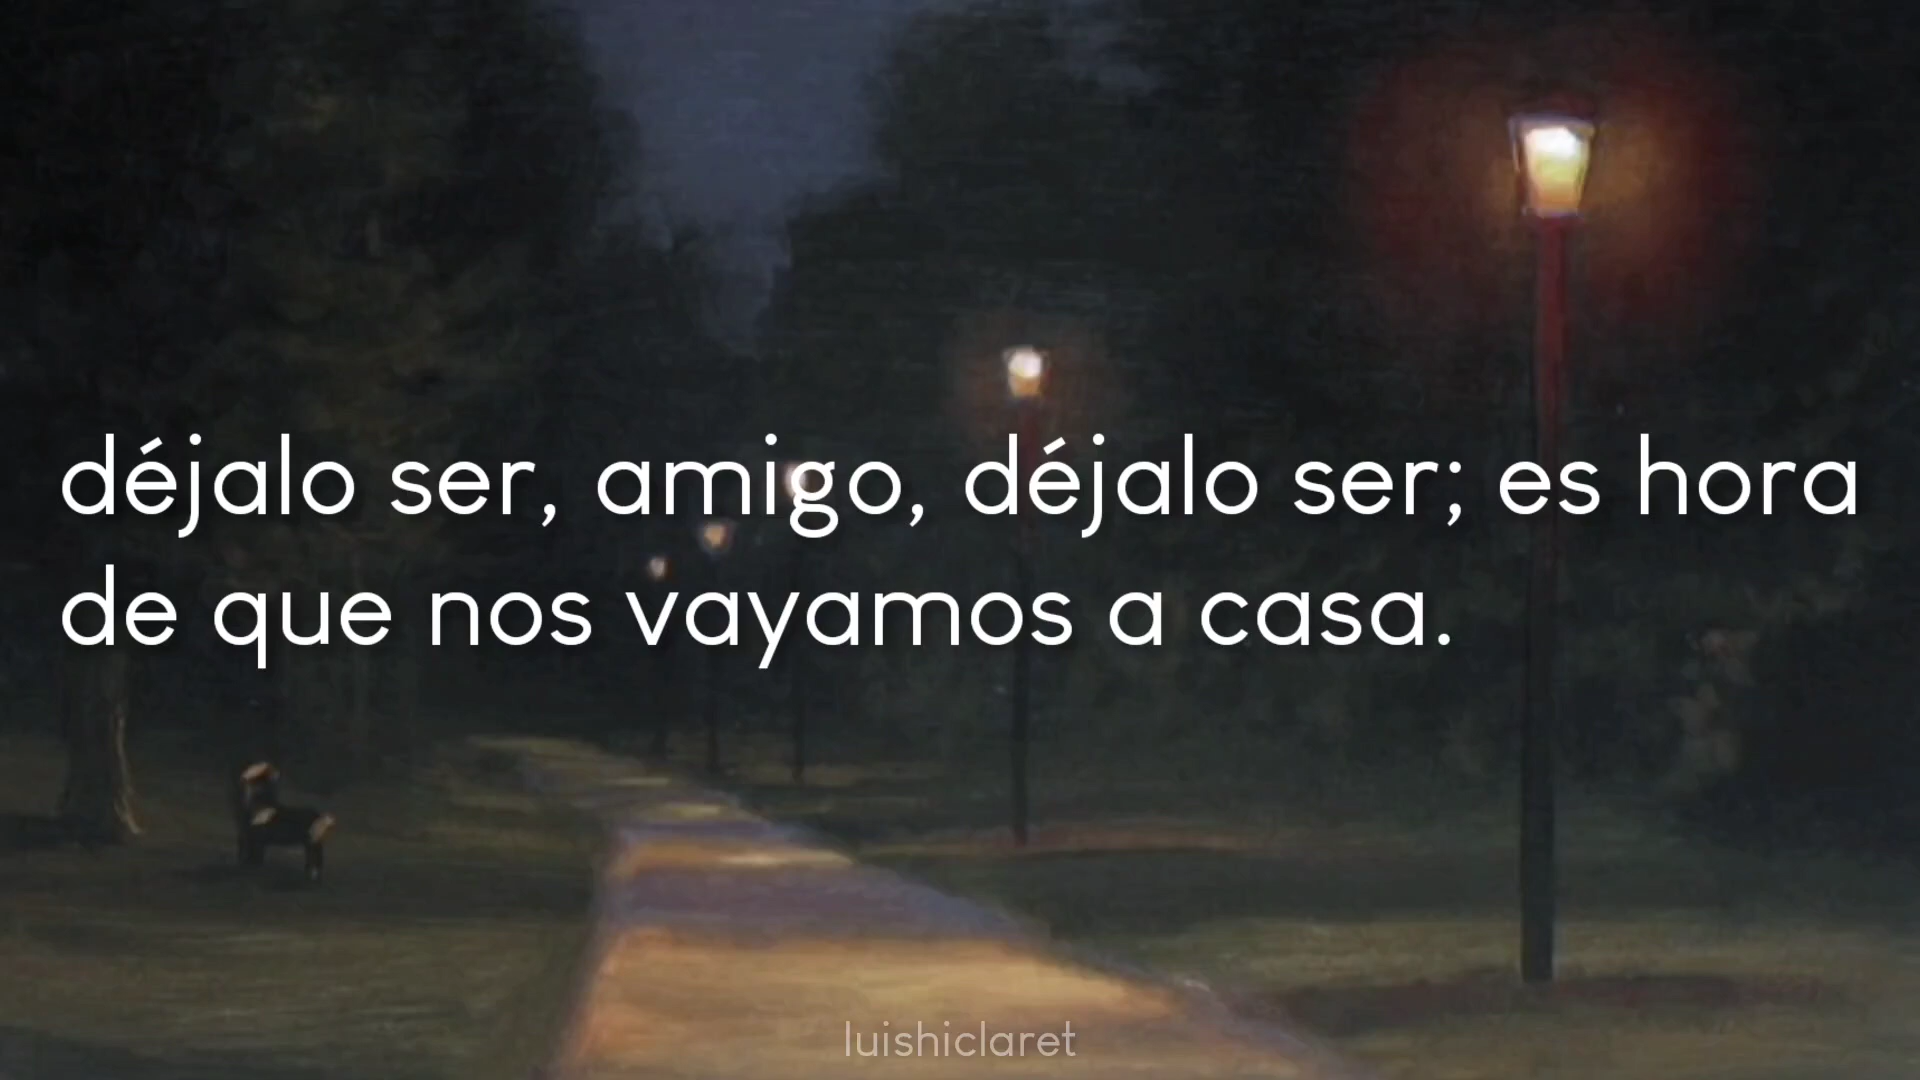 déjalo ser, amigo, déjalo ser; es hora
de que nos vayamos a casa.
luishiclaret